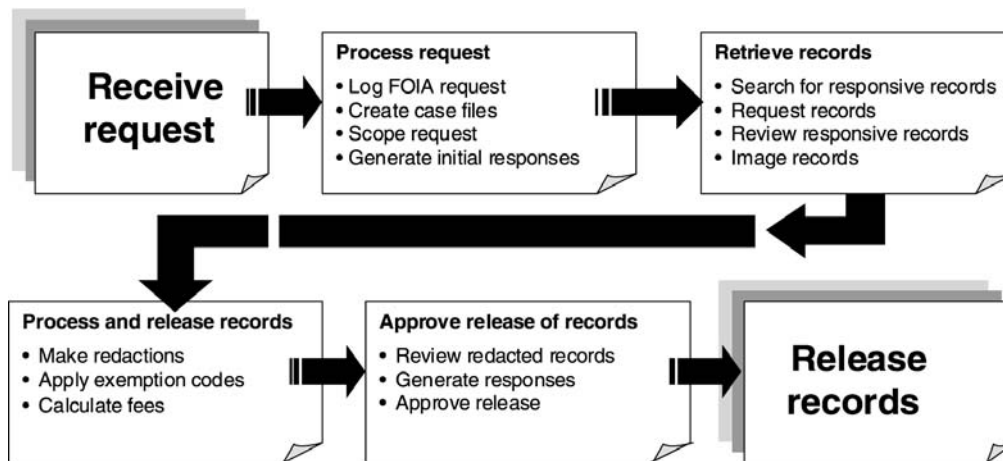 Receive
request
Process request
• Log FOIA request
• Create case files
• Scope request
• Generate initial responses
Retrieve records
• Search for responsive records
• Request records
• Review responsive records
• Image records
Process and release records
• Make redactions
• Apply exemption codes
• Calculate fees
Approve release of records
• Review redacted records
• Generate responses
• Approve release
Release
records